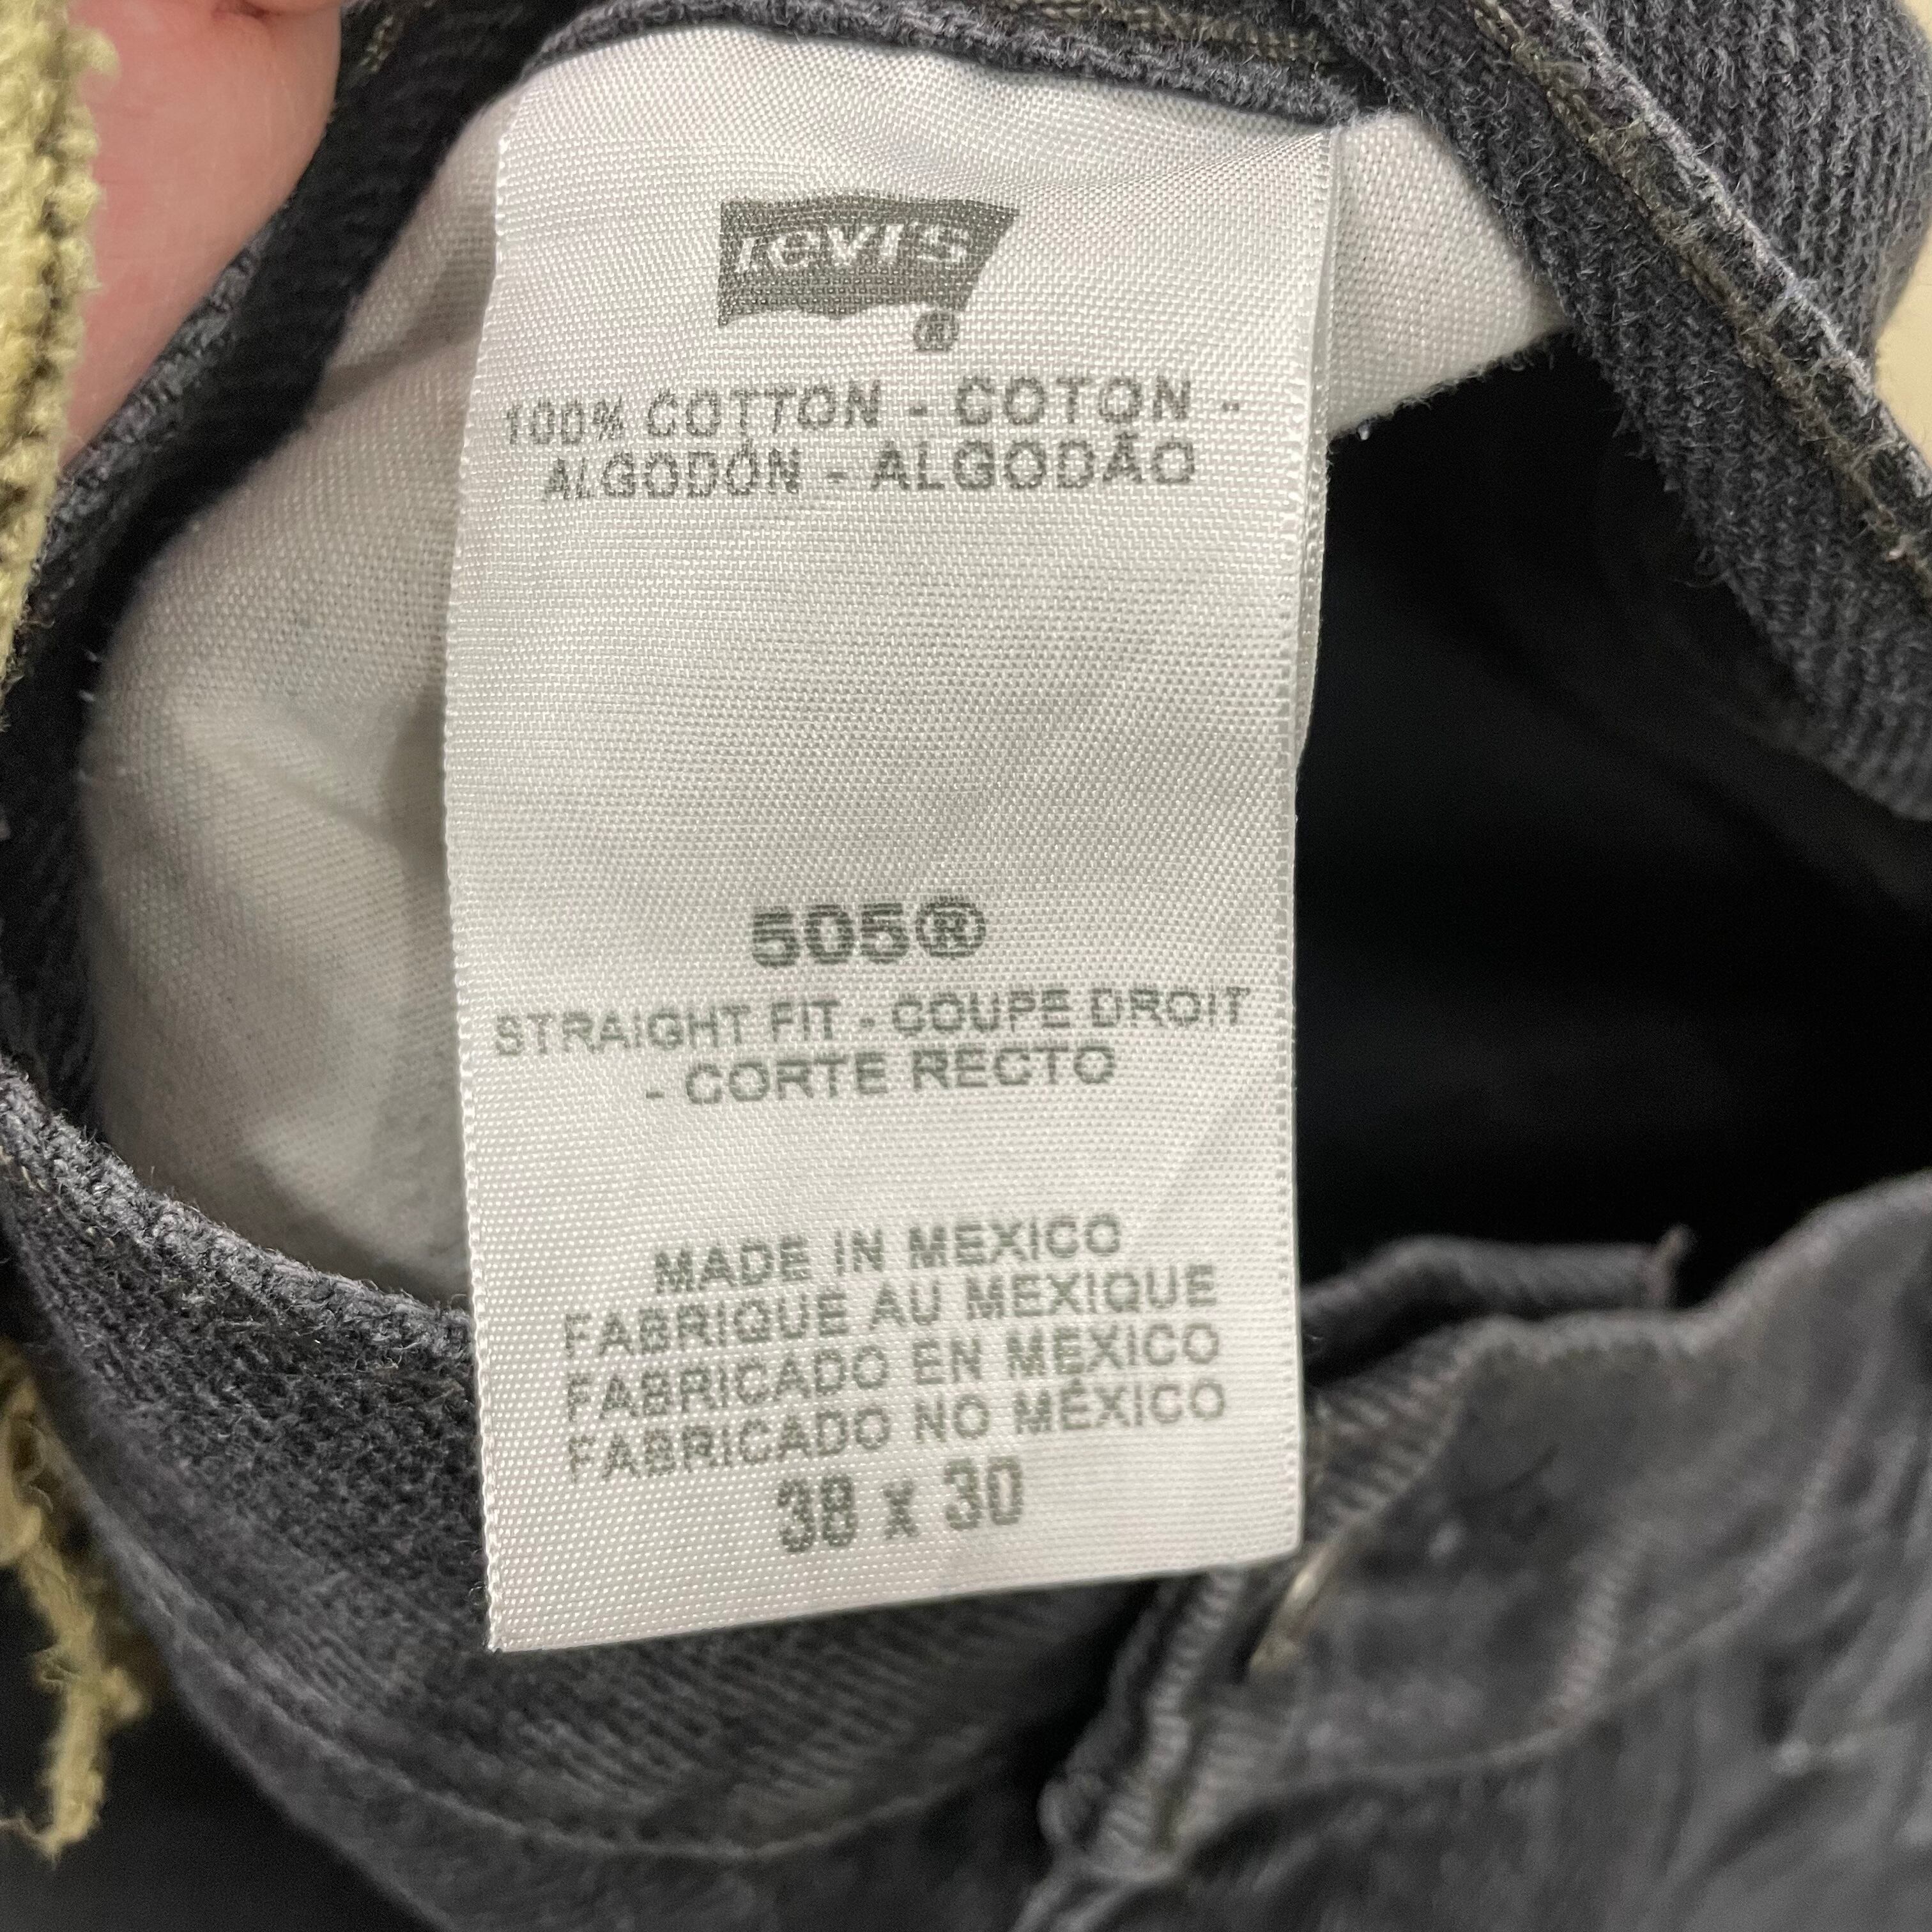 Levi's
®
100% COTTON - COTON -
ALGODÓN - ALGODÃO
505®
STRAIGHT FIT - COUPE DROIT
- CORTE RECTO
MADE IN MEXICO
FABRIQUE AU MEXIQUE
FABRICADO EN MÉXICO
FABRICADO NO MÉXICO
38 x 30